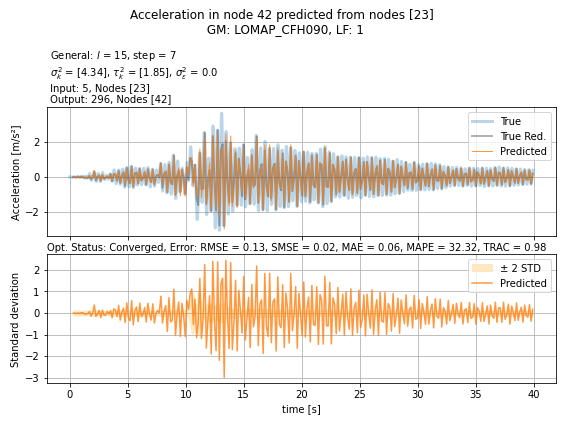 Acceleration in node 42 predicted from nodes [23]
GM: LOMAP_CFH090, LF: 1
General: l = 15, step = 7
σ²ₖ = [4.34], τ²ₖ = [1.85], σ²ε = 0.0
Input: 5, Nodes [23]
Output: 296, Nodes [42]
True
True Red.
Predicted
Acceleration [m/s²]
2
0
−2
Opt. Status: Converged, Error: RMSE = 0.13, SMSE = 0.02, MAE = 0.06, MAPE = 32.32, TRAC = 0.98
± 2 STD
Predicted
Standard deviation
2
1
0
−1
−2
−3
0 5 10 15 20 25 30 35 40
time [s]